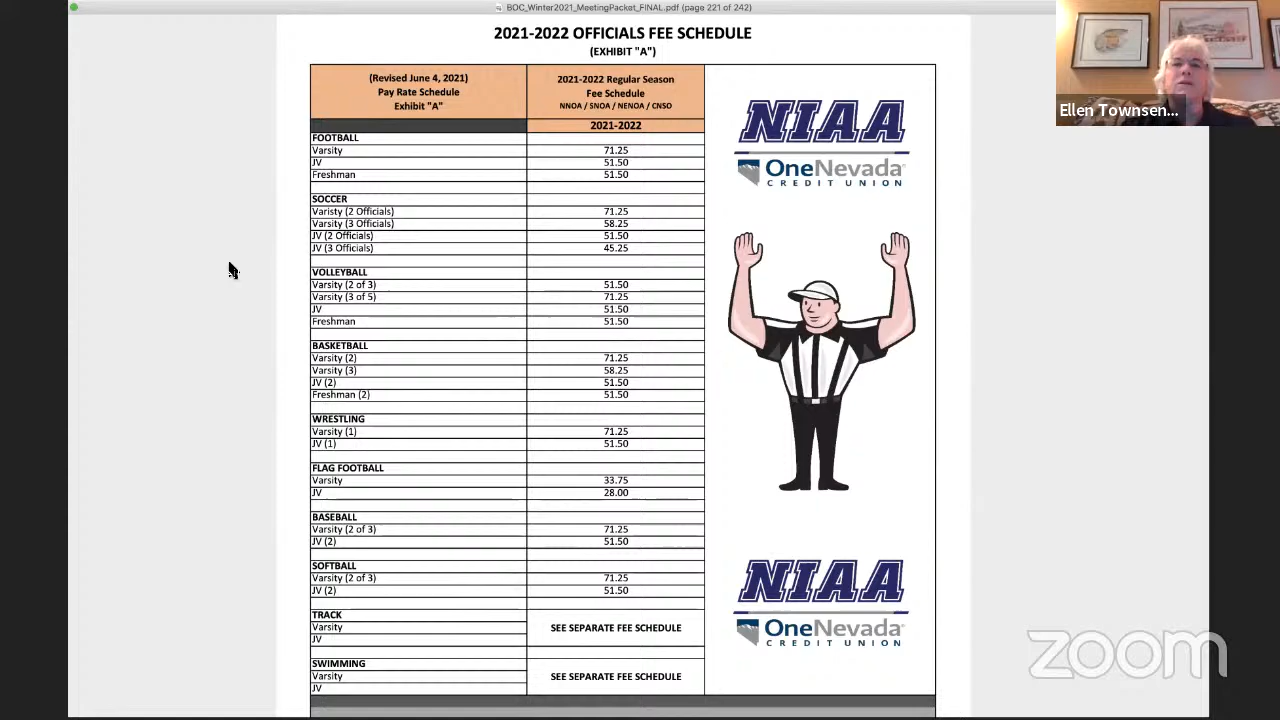 BOC_Winter2021_MeetingPacket_FINAL.pdf (page 221 of 242)
Ellen Townsen...
2021-2022 OFFICIALS FEE SCHEDULE
(EXHIBIT "A")
(Revised June 4, 2021)
Pay Rate Schedule
Exhibit "A"
2021-2022 Regular Season
Fee Schedule
NNOA / SNOA / NENOA / CNSO
2021-2022
FOOTBALL
Varsity 71.25
JV 51.50
Freshman 51.50
SOCCER
Varisty (2 Officials) 71.25
Varsity (3 Officials) 58.25
JV (2 Officials) 51.50
JV (3 Officials) 45.25
VOLLEYBALL
Varsity (2 of 3) 51.50
Varsity (3 of 5) 71.25
JV 51.50
Freshman 51.50
BASKETBALL
Varsity (2) 71.25
Varsity (3) 58.25
JV (2) 51.50
Freshman (2) 51.50
WRESTLING
Varsity (1) 71.25
JV (1) 51.50
FLAG FOOTBALL
Varsity 33.75
JV 28.00
BASEBALL
Varsity (2 of 3) 71.25
JV (2) 51.50
SOFTBALL
Varsity (2 of 3) 71.25
JV (2) 51.50
TRACK
Varsity
JV
SEE SEPARATE FEE SCHEDULE
SWIMMING
Varsity
JV
SEE SEPARATE FEE SCHEDULE
NIAA
OneNevada
CREDIT UNION
NIAA
OneNevada
CREDIT UNION
zoom